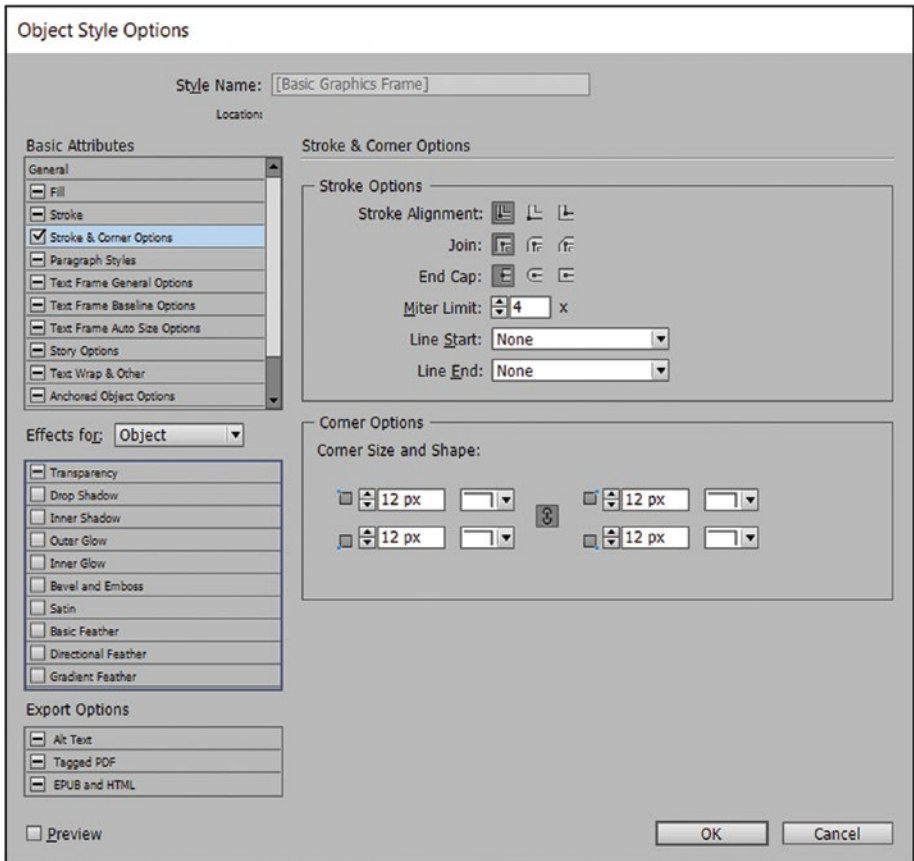 Object Style Options
Style Name: [Basic Graphics Frame]
Location:
Basic Attributes
General
Fill
Stroke
Stroke & Corner Options
Paragraph Styles
Text Frame General Options
Text Frame Baseline Options
Text Frame Auto Size Options
Story Options
Text Wrap & Other
Anchored Object Options
Effects for: Object
Transparency
Drop Shadow
Inner Shadow
Outer Glow
Inner Glow
Bevel and Emboss
Satin
Basic Feather
Directional Feather
Gradient Feather
Export Options
Alt Text
Tagged PDF
EPUB and HTML
Preview
Stroke & Corner Options
Stroke Options
Stroke Alignment:
Join:
End Cap:
Miter Limit: 4 x
Line Start: None
Line End: None
Corner Options
Corner Size and Shape:
12 px 12 px
12 px 12 px
OK Cancel